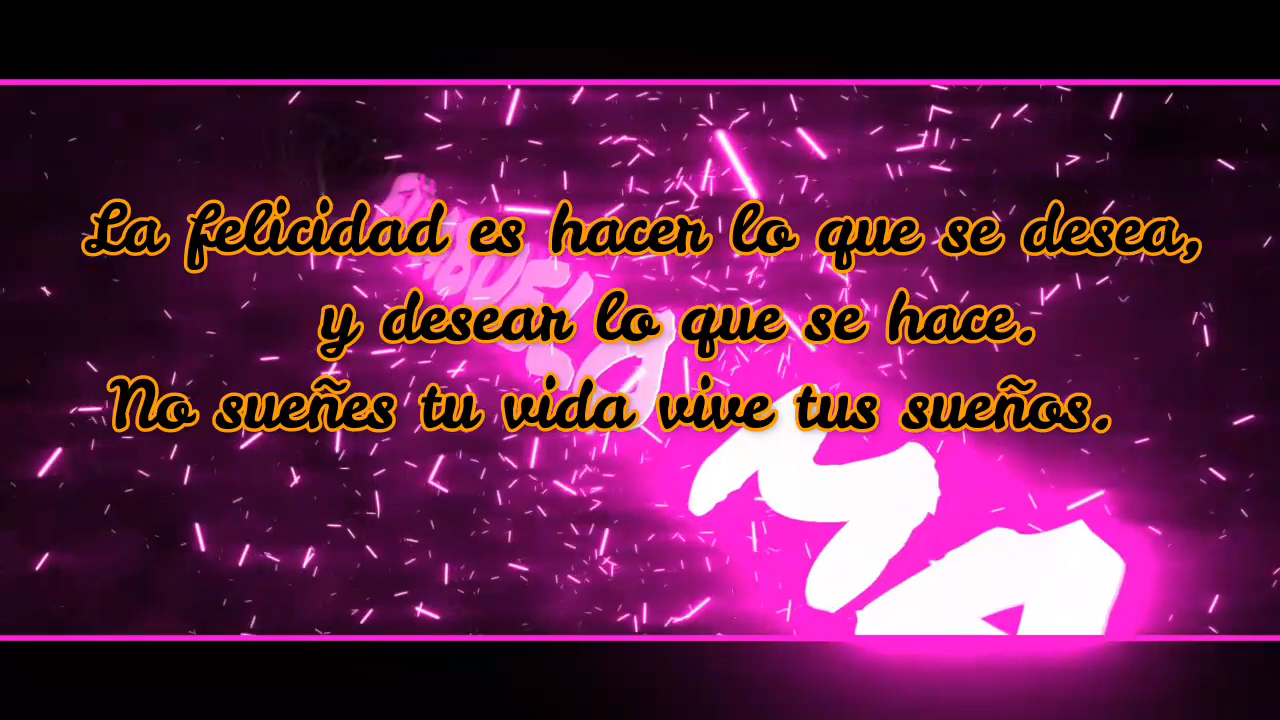 La felicidad es hacer lo que se desea,
y desear lo que se hace.
No sueñes tu vida vive tus sueños.